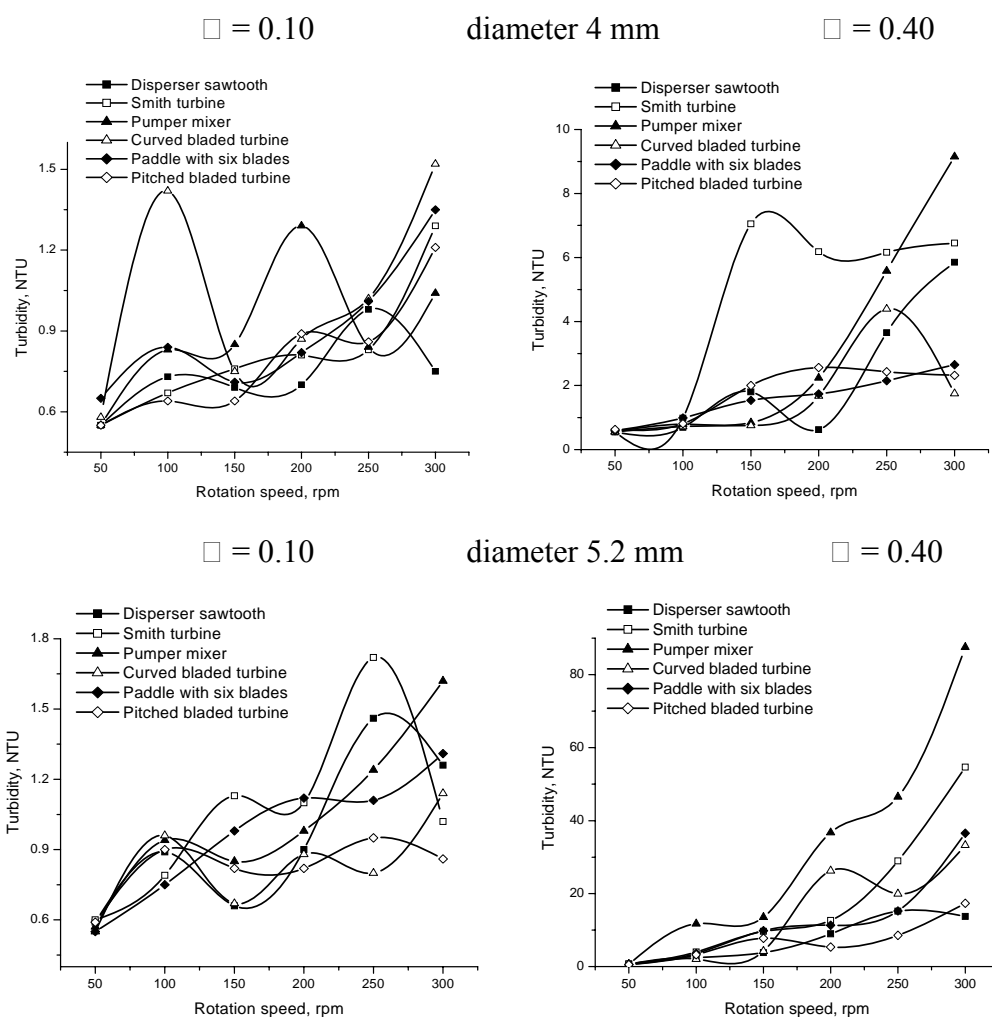 □ = 0.10 diameter 4 mm □ = 0.40
Disperser sawtooth
Smith turbine
Pumper mixer
Curved bladed turbine
Paddle with six blades
Pitched bladed turbine
1.5
1.2
0.9
0.6
Turbidity, NTU
50 100 150 200 250 300
Rotation speed, rpm
Disperser sawtooth
Smith turbine
Pumper mixer
Curved bladed turbine
Paddle with six blades
Pitched bladed turbine
10
8
6
4
2
0
Turbidity, NTU
50 100 150 200 250 300
Rotation speed, rpm
□ = 0.10 diameter 5.2 mm □ = 0.40
Disperser sawtooth
Smith turbine
Pumper mixer
Curved bladed turbine
Paddle with six blades
Pitched bladed turbine
1.8
1.5
1.2
0.9
0.6
Turbidity, NTU
50 100 150 200 250 300
Rotation speed, rpm
Disperser sawtooth
Smith turbine
Pumper mixer
Curved bladed turbine
Paddle with six blades
Pitched bladed turbine
80
60
40
20
0
Turbidity, NTU
50 100 150 200 250 300
Rotation speed, rpm